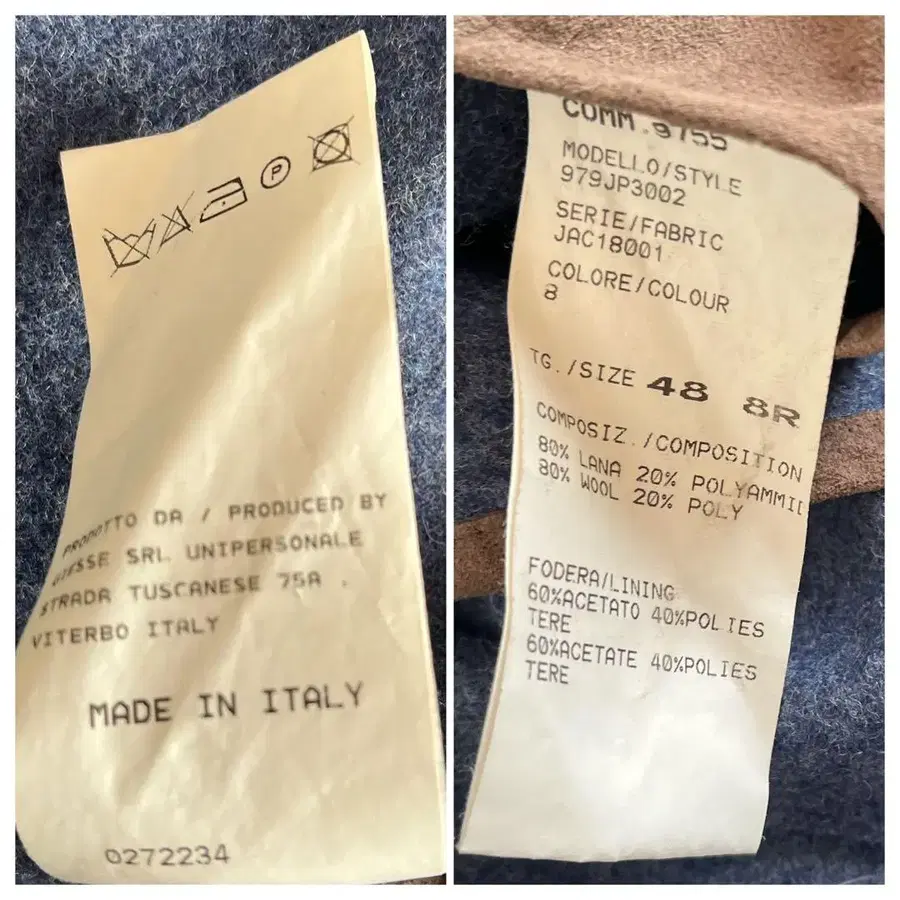 P
PRODOTTO DA / PRODUCED BY
GIESSE SRL UNIPERSONALE
STRADA TUSCANESE 75A .
VITERBO ITALY
MADE IN ITALY
0272234
COMM.9755
MODELLO/STYLE
979JP3002
SERIE/FABRIC
JAC18001
COLORE/COLOUR
8
TG./SIZE 48 8R
COMPOSIZ./COMPOSITION
80% LANA 20% POLYAMMID
80% WOOL 20% POLY
FODERA/LINING
60%ACETATO 40%POLIES
TERE
60%ACETATE 40%POLIES
TERE